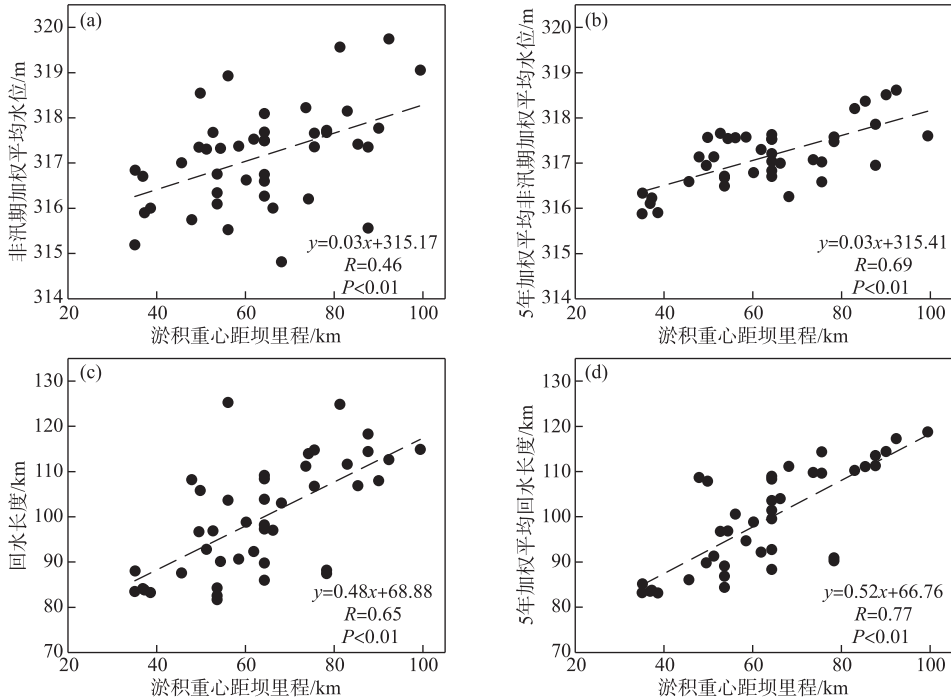 (a)
非汛期加权平均水位/m
320
319
318
317
316
315
314
y=0.03x+315.17
R=0.46
P<0.01
20
40
60
80
100
淤积重心距坝里程/km
(b)
5年加权平均非汛期加权平均水位/m
320
319
318
317
316
315
314
y=0.03x+315.41
R=0.69
P<0.01
20
40
60
80
100
淤积重心距坝里程/km
(c)
回水长度/km
130
120
110
100
90
80
70
y=0.48x+68.88
R=0.65
P<0.01
20
40
60
80
100
淤积重心距坝里程/km
(d)
5年加权平均回水长度/km
130
120
110
100
90
80
70
y=0.52x+66.76
R=0.77
P<0.01
20
40
60
80
100
淤积重心距坝里程/km